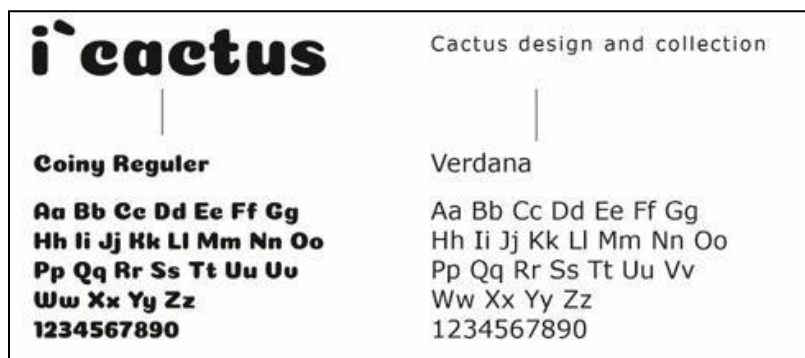 i`cactus
Coiny Reguler
Aa Bb Cc Dd Ee Ff Gg
Hh Ii Jj Kk Ll Mm Nn Oo
Pp Qq Rr Ss Tt Uu Uv
Ww Xx Yy Zz
1234567890
Cactus design and collection
Verdana
Aa Bb Cc Dd Ee Ff Gg
Hh Ii Jj Kk Ll Mm Nn Oo
Pp Qq Rr Ss Tt Uu Vv
Ww Xx Yy Zz
1234567890